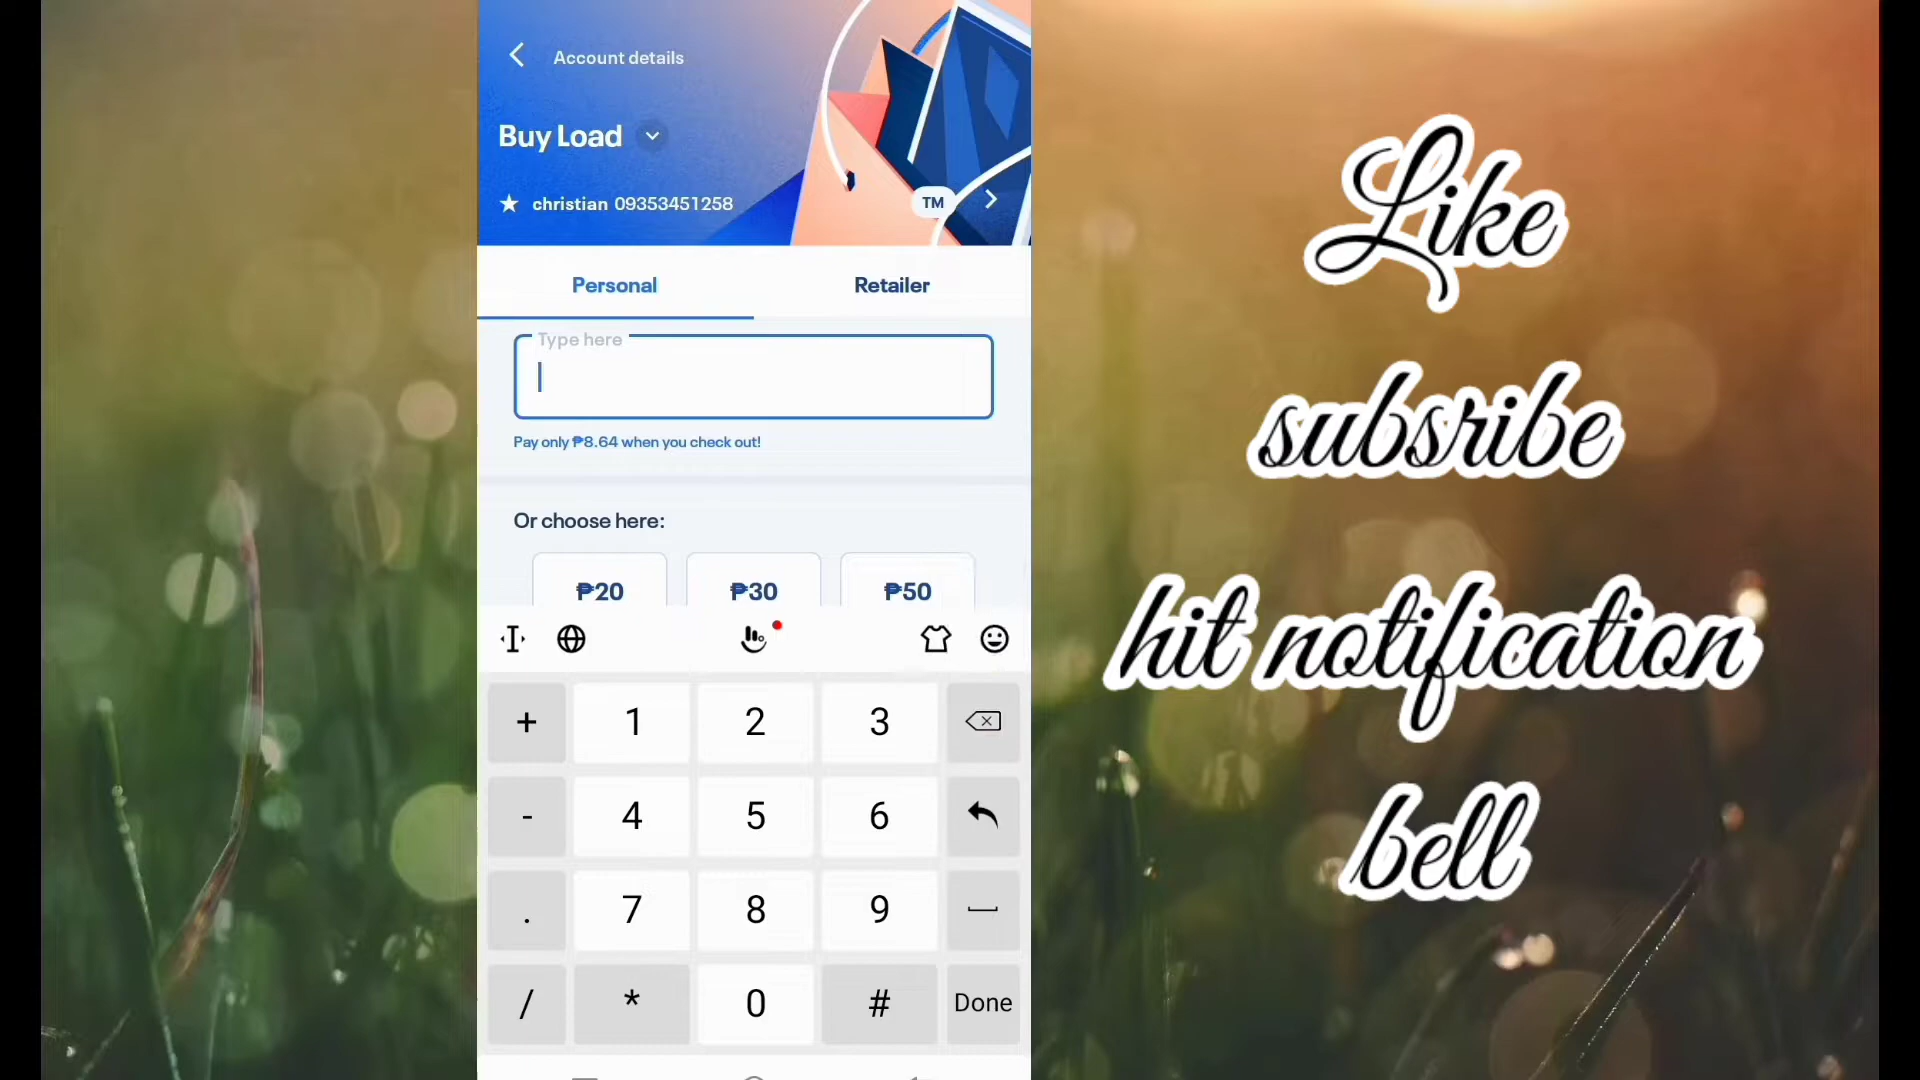 Account details
Buy Load
christian 09353451258
TM
Personal
Retailer
Type here
Pay only ₱8.64 when you check out!
Or choose here:
₱20 ₱30 ₱50
+ 1 2 3
- 4 5 6
. 7 8 9
/ * 0 # Done
Like
subsribe
hit notification
bell